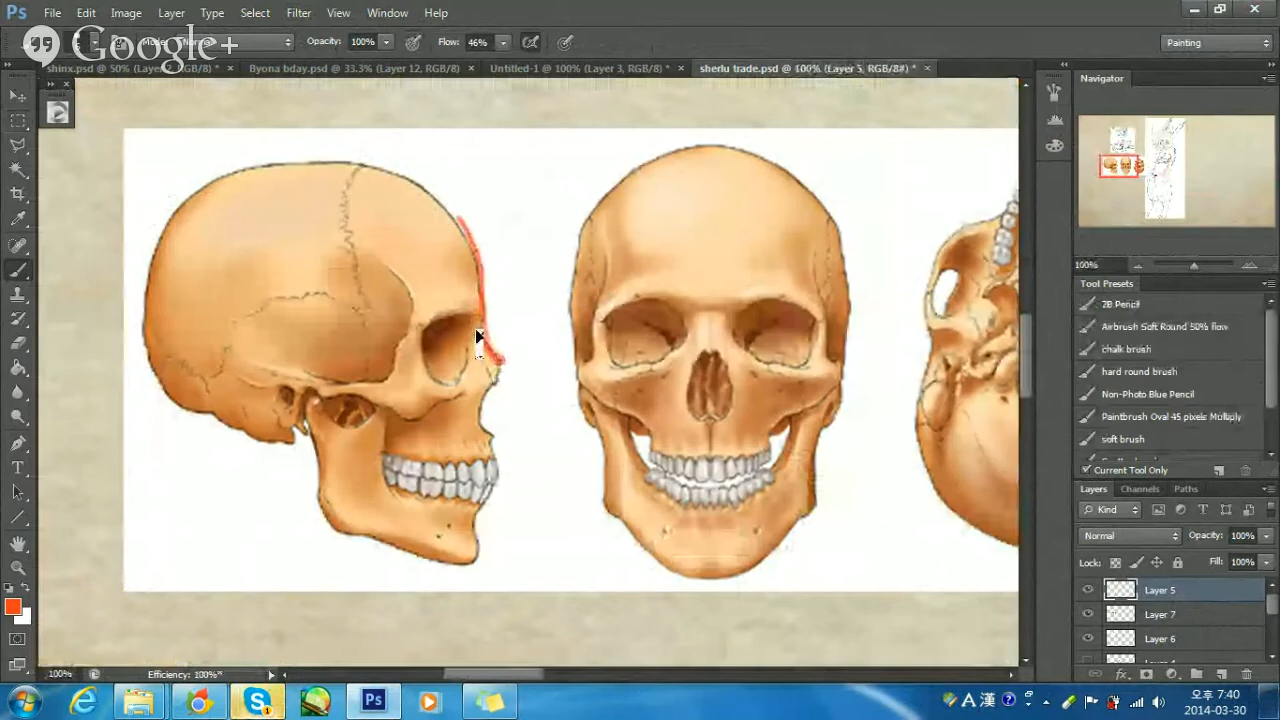 Ps File Edit Image Layer Type Select Filter View Window Help
Google+
Opacity: 100% Flow: 46% Painting
Byona bday.psd @ 33.3% (Layer 12, RGB/8) × Untitled-1 @ 100% (Layer 3, RGB/8) * × sherlu trade.psd @ 100% (Layer 5, RGB/8#) * ×
Navigator
100%
Tool Presets
2B Pencil
Airbrush Soft Round 50% flow
chalk brush
hard round brush
Non-Photo Blue Pencil
Paintbrush Oval 45 pixels Multiply
soft brush
Current Tool Only
Layers Channels Paths
Kind
Normal Opacity: 100%
Lock: Fill: 100%
Layer 5
Layer 7
Layer 6
100% Efficiency: 100%*
Ps A 漢
오후 7:40
2014-03-30